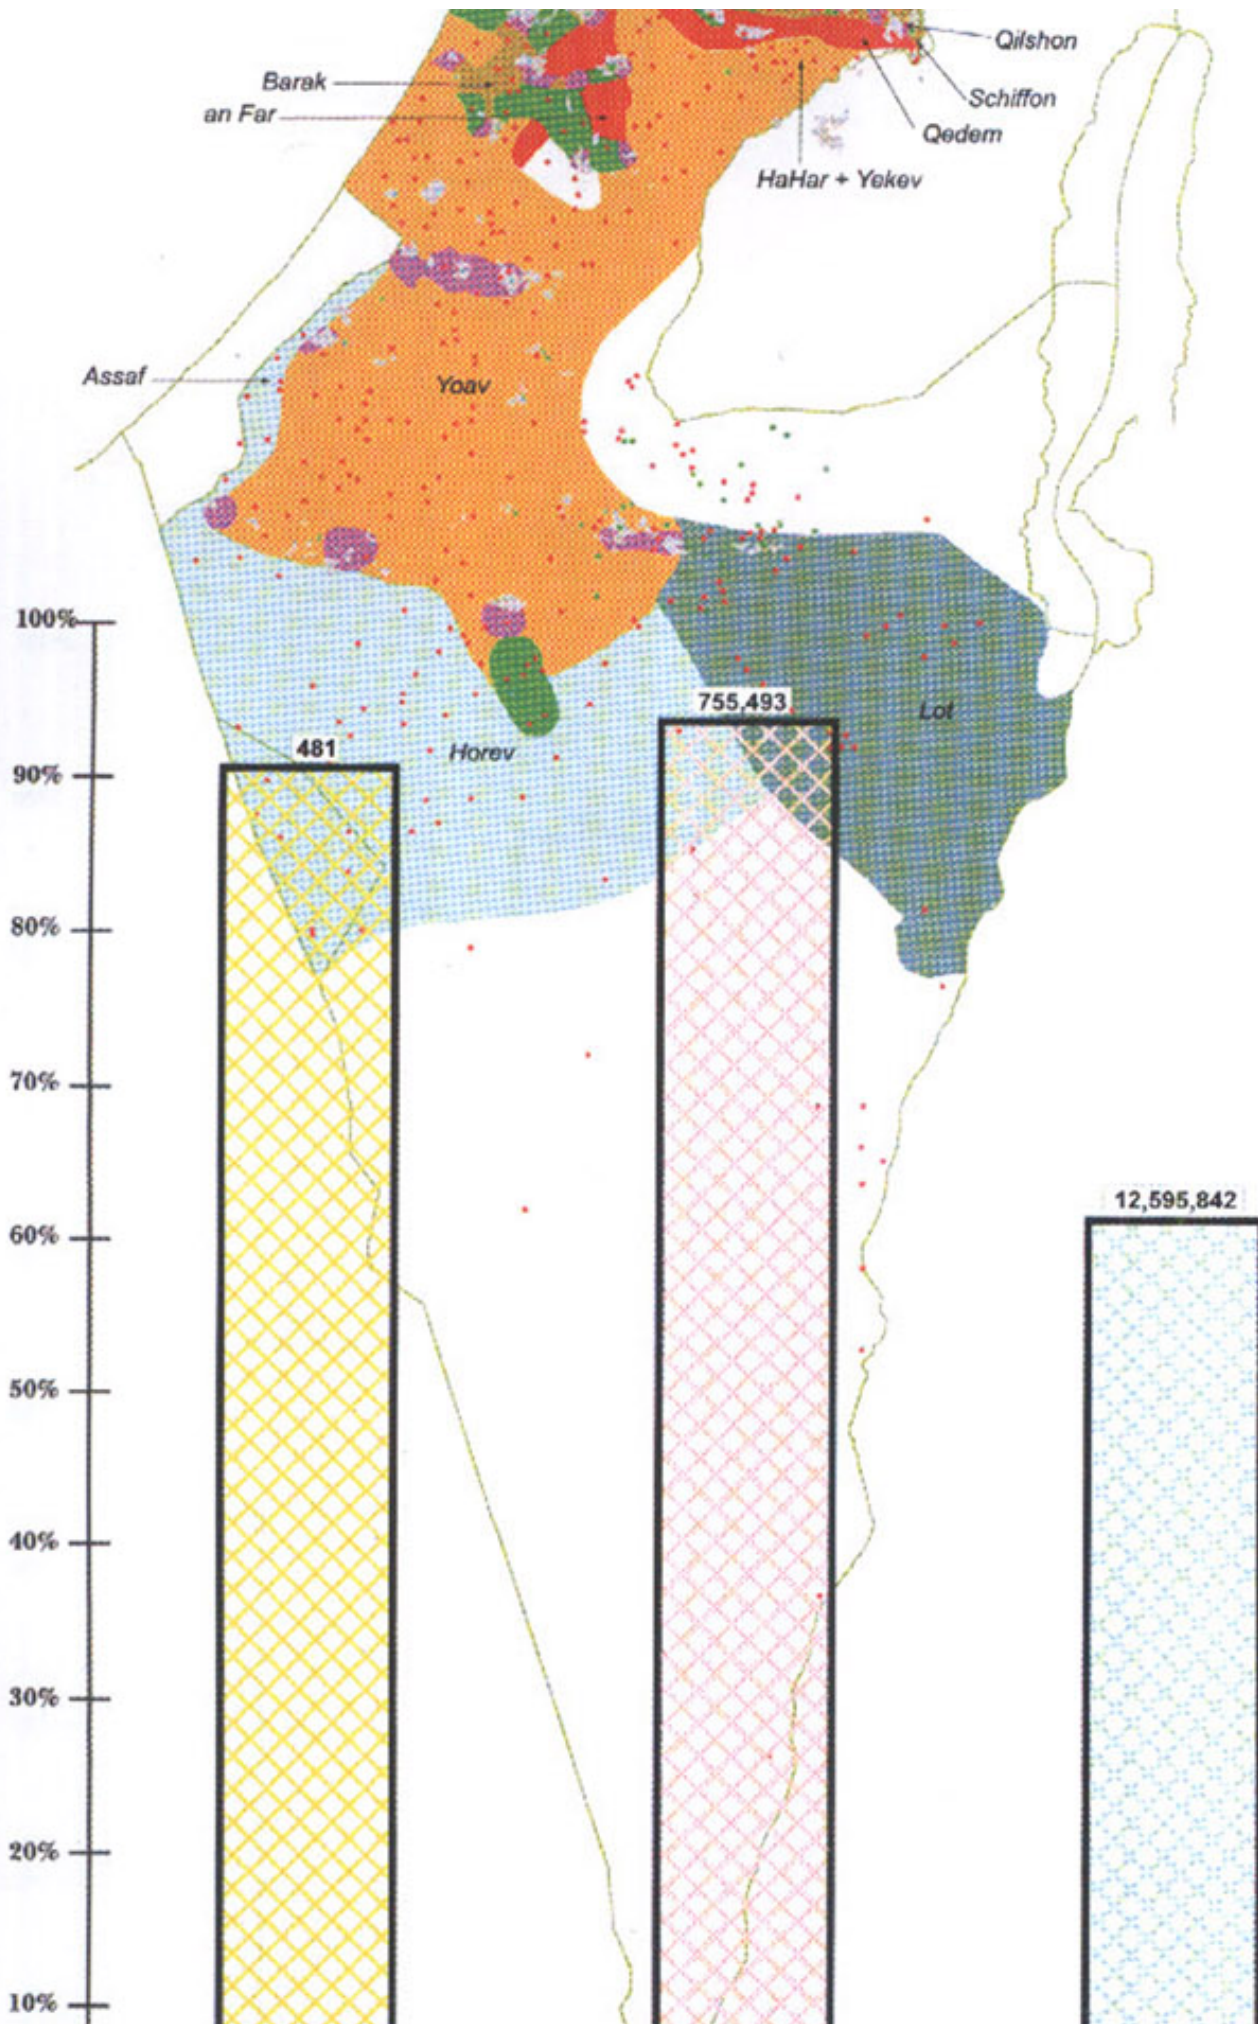 Qilshon
Barak
Schiffon
an Far
Qedem
HaHar + Yekev
Assaf
Yoav
100%
755,493
Lot
481
Horev
90%
80%
70%
12,595,842
60%
50%
40%
30%
20%
10%